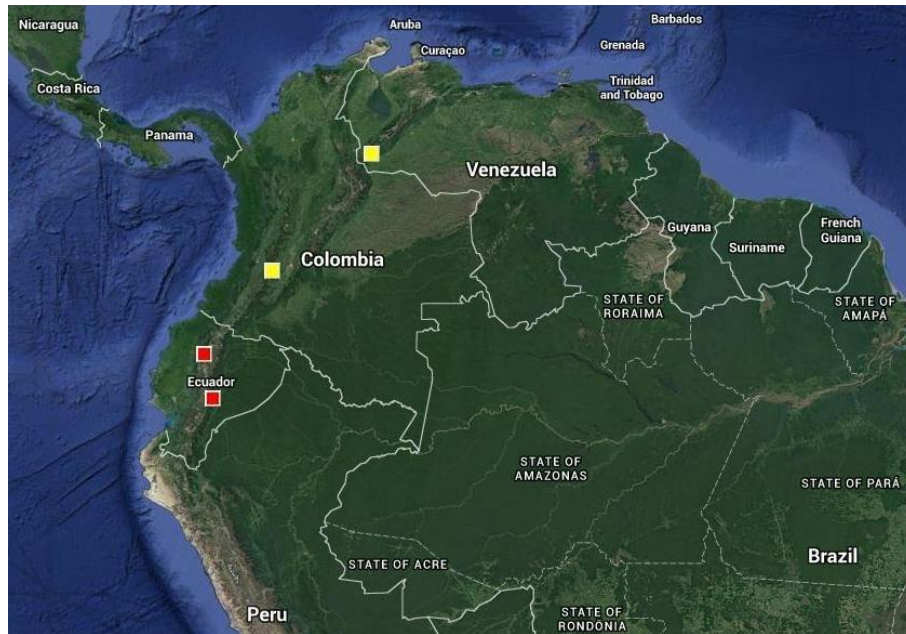 Nicaragua
Aruba
Barbados
Curaçao
Grenada
Costa Rica
Trinidad
and Tobago
Panama
Venezuela
Guyana
French
Guiana
Suriname
Colombia
STATE OF
RORAIMA
STATE OF
AMAPÁ
Ecuador
STATE OF
AMAZONAS
STATE OF PARÁ
STATE OF ACRE
Brazil
Peru
STATE OF
RONDÔNIA